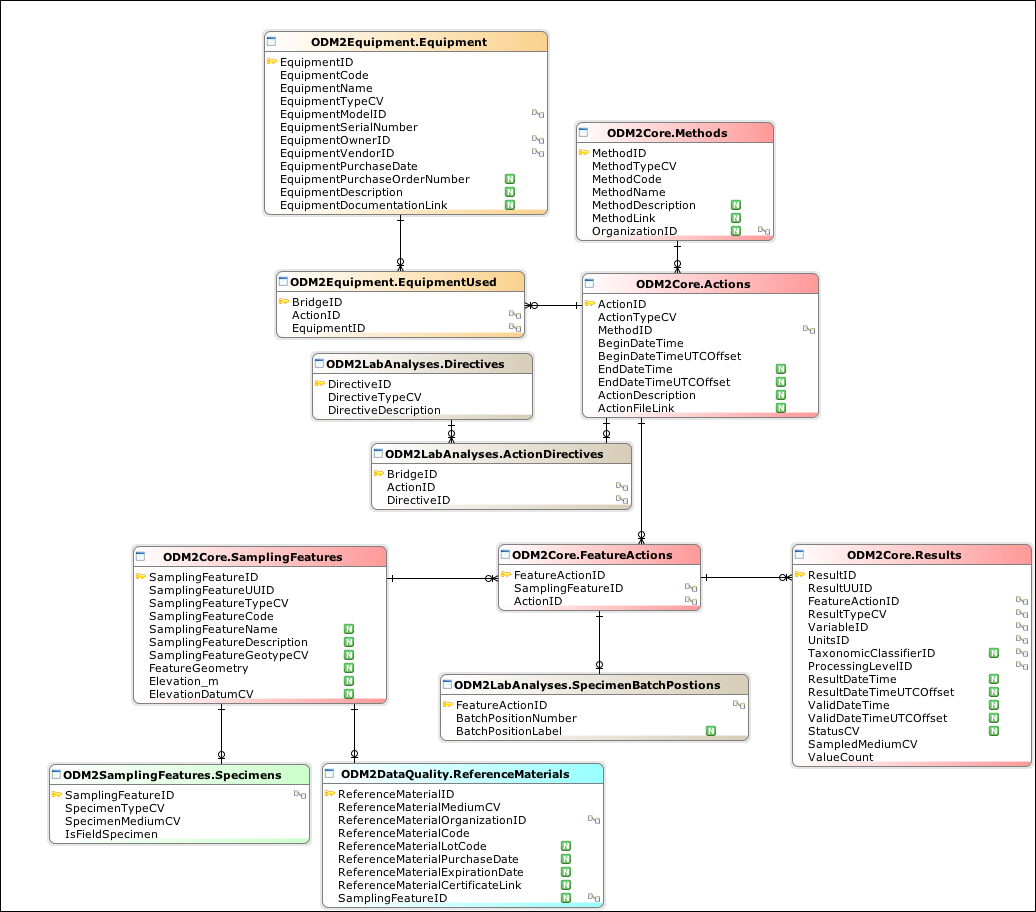 ODM2Equipment.Equipment
EquipmentID
EquipmentCode
EquipmentName
EquipmentTypeCV
EquipmentModelID
EquipmentSerialNumber
EquipmentOwnerID
EquipmentVendorID
EquipmentPurchaseDate
EquipmentPurchaseOrderNumber N
EquipmentDescription N
EquipmentDocumentationLink N
ODM2Core.Methods
MethodID
MethodTypeCV
MethodCode
MethodName
MethodDescription N
MethodLink N
OrganizationID N
ODM2Equipment.EquipmentUsed
BridgeID
ActionID
EquipmentID
ODM2Core.Actions
ActionID
ActionTypeCV
MethodID
BeginDateTime
BeginDateTimeUTCOffset
EndDateTime N
EndDateTimeUTCOffset N
ActionDescription N
ActionFileLink N
ODM2LabAnalyses.Directives
DirectiveID
DirectiveTypeCV
DirectiveDescription
ODM2LabAnalyses.ActionDirectives
BridgeID
ActionID
DirectiveID
ODM2Core.SamplingFeatures
SamplingFeatureID
SamplingFeatureUUID
SamplingFeatureTypeCV
SamplingFeatureCode
SamplingFeatureName N
SamplingFeatureDescription N
SamplingFeatureGeotypeCV N
FeatureGeometry N
Elevation_m N
ElevationDatumCV N
ODM2Core.FeatureActions
FeatureActionID
SamplingFeatureID
ActionID
ODM2Core.Results
ResultID
ResultUUID
FeatureActionID
ResultTypeCV
VariableID
UnitsID
TaxonomicClassifierID N
ProcessingLevelID
ResultDateTime N
ResultDateTimeUTCOffset N
ValidDateTime N
ValidDateTimeUTCOffset N
StatusCV N
SampledMediumCV
ValueCount
ODM2LabAnalyses.SpecimenBatchPostions
FeatureActionID
BatchPositionNumber
BatchPositionLabel N
ODM2SamplingFeatures.Specimens
SamplingFeatureID
SpecimenTypeCV
SpecimenMediumCV
IsFieldSpecimen
ODM2DataQuality.ReferenceMaterials
ReferenceMaterialID
ReferenceMaterialMediumCV
ReferenceMaterialOrganizationID
ReferenceMaterialCode
ReferenceMaterialLotCode N
ReferenceMaterialPurchaseDate N
ReferenceMaterialExpirationDate N
ReferenceMaterialCertificateLink N
SamplingFeatureID N